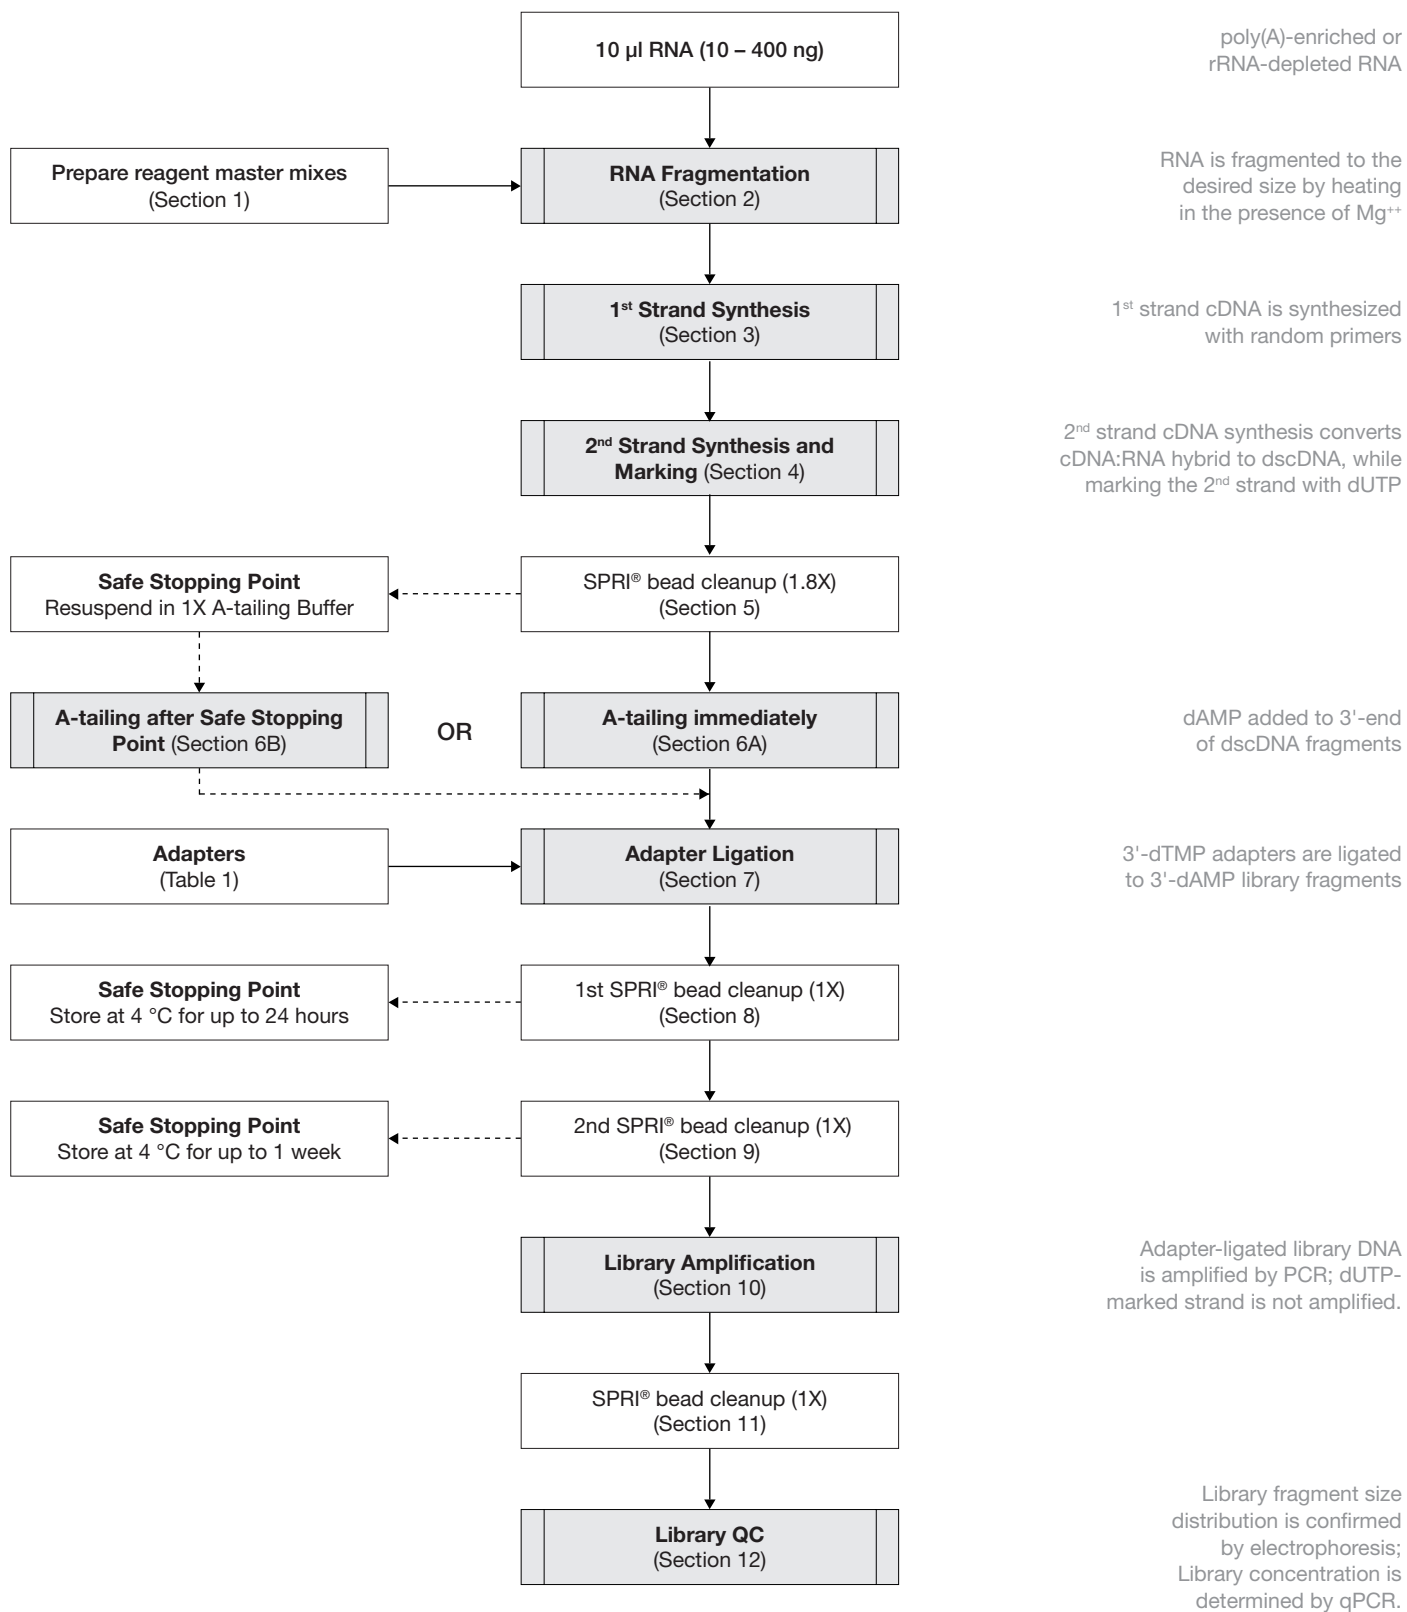 10 µl RNA (10 – 400 ng)
poly(A)-enriched or
rRNA-depleted RNA
Prepare reagent master mixes
(Section 1)
RNA Fragmentation
(Section 2)
RNA is fragmented to the
desired size by heating
in the presence of Mg⁺⁺
1st Strand Synthesis
(Section 3)
1st strand cDNA is synthesized
with random primers
2nd Strand Synthesis and
Marking (Section 4)
2nd strand cDNA synthesis converts
cDNA:RNA hybrid to dscDNA, while
marking the 2nd strand with dUTP
Safe Stopping Point
Resuspend in 1X A-tailing Buffer
SPRI® bead cleanup (1.8X)
(Section 5)
A-tailing after Safe Stopping
Point (Section 6B)
OR
A-tailing immediately
(Section 6A)
dAMP added to 3'-end
of dscDNA fragments
Adapters
(Table 1)
Adapter Ligation
(Section 7)
3'-dTMP adapters are ligated
to 3'-dAMP library fragments
Safe Stopping Point
Store at 4 °C for up to 24 hours
1st SPRI® bead cleanup (1X)
(Section 8)
Safe Stopping Point
Store at 4 °C for up to 1 week
2nd SPRI® bead cleanup (1X)
(Section 9)
Library Amplification
(Section 10)
Adapter-ligated library DNA
is amplified by PCR; dUTP-
marked strand is not amplified.
SPRI® bead cleanup (1X)
(Section 11)
Library QC
(Section 12)
Library fragment size
distribution is confirmed
by electrophoresis;
Library concentration is
determined by qPCR.